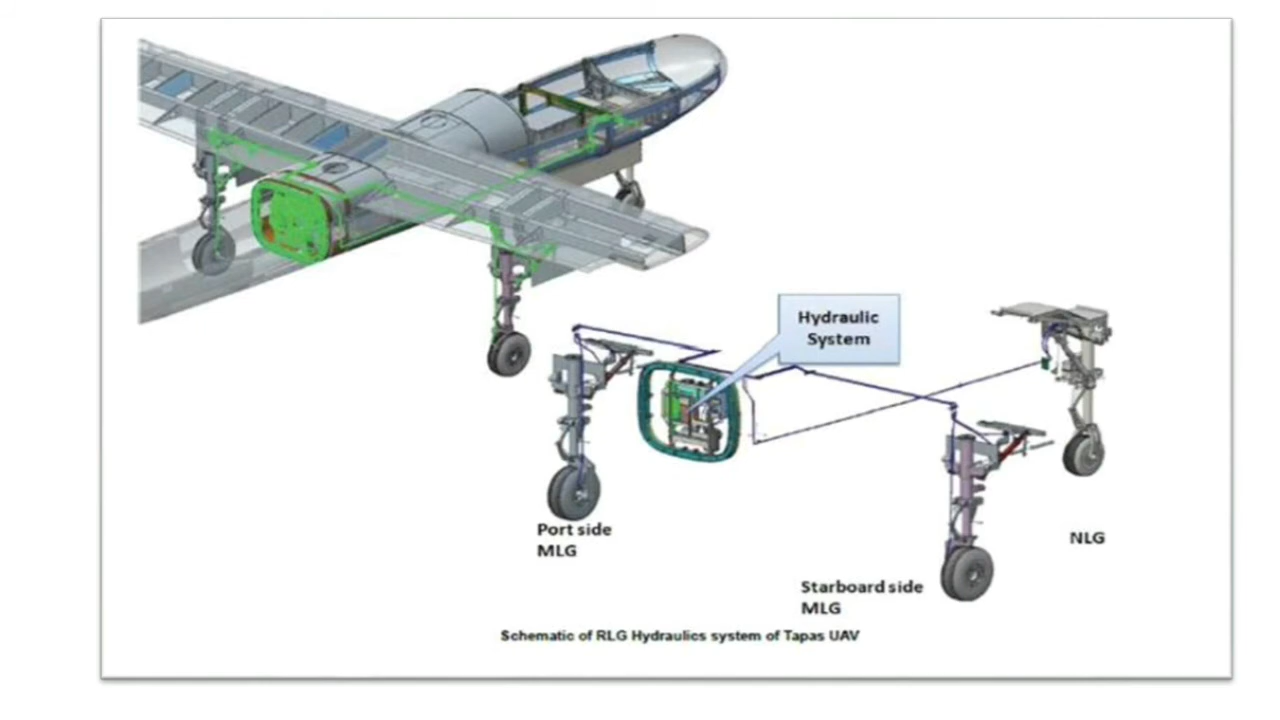 Hydraulic
System
Port side
MLG
NLG
Starboard side
MLG
Schematic of RLG Hydraulics system of Tapas UAV